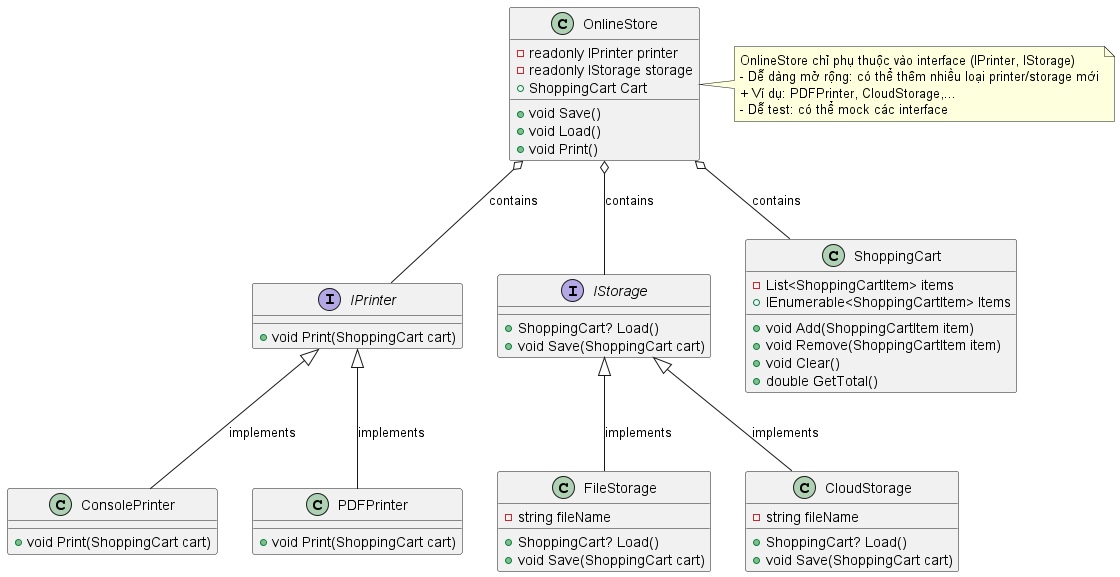 C OnlineStore
readonly IPrinter printer
readonly IStorage storage
ShoppingCart Cart
void Save()
void Load()
void Print()
OnlineStore chỉ phụ thuộc vào interface (IPrinter, IStorage)
- Dễ dàng mở rộng: có thể thêm nhiều loại printer/storage mới
+ Ví dụ: PDFPrinter, CloudStorage,...
- Dễ test: có thể mock các interface
contains
contains
contains
I IPrinter
void Print(ShoppingCart cart)
I IStorage
ShoppingCart? Load()
void Save(ShoppingCart cart)
C ShoppingCart
List<ShoppingCartItem> items
IEnumerable<ShoppingCartItem> Items
void Add(ShoppingCartItem item)
void Remove(ShoppingCartItem item)
void Clear()
double GetTotal()
implements
implements
implements
implements
C ConsolePrinter
void Print(ShoppingCart cart)
C PDFPrinter
void Print(ShoppingCart cart)
C FileStorage
string fileName
ShoppingCart? Load()
void Save(ShoppingCart cart)
C CloudStorage
string fileName
ShoppingCart? Load()
void Save(ShoppingCart cart)